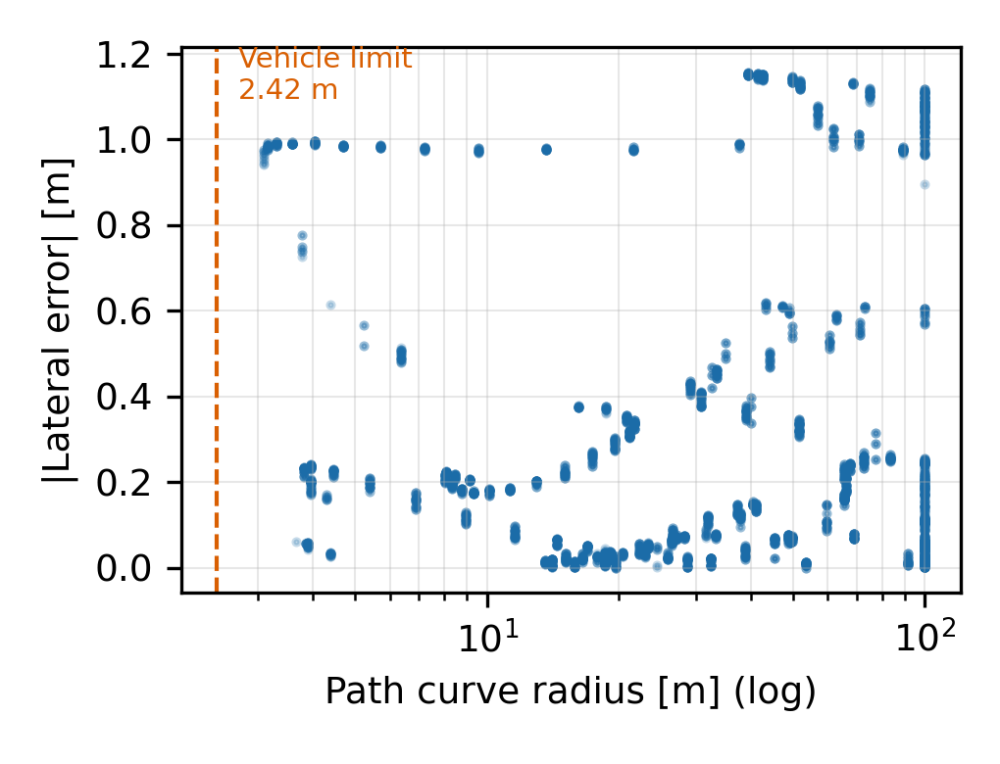 Vehicle limit
2.42 m
|Lateral error| [m]
1.2
1.0
0.8
0.6
0.4
0.2
0.0
10¹
10²
Path curve radius [m] (log)